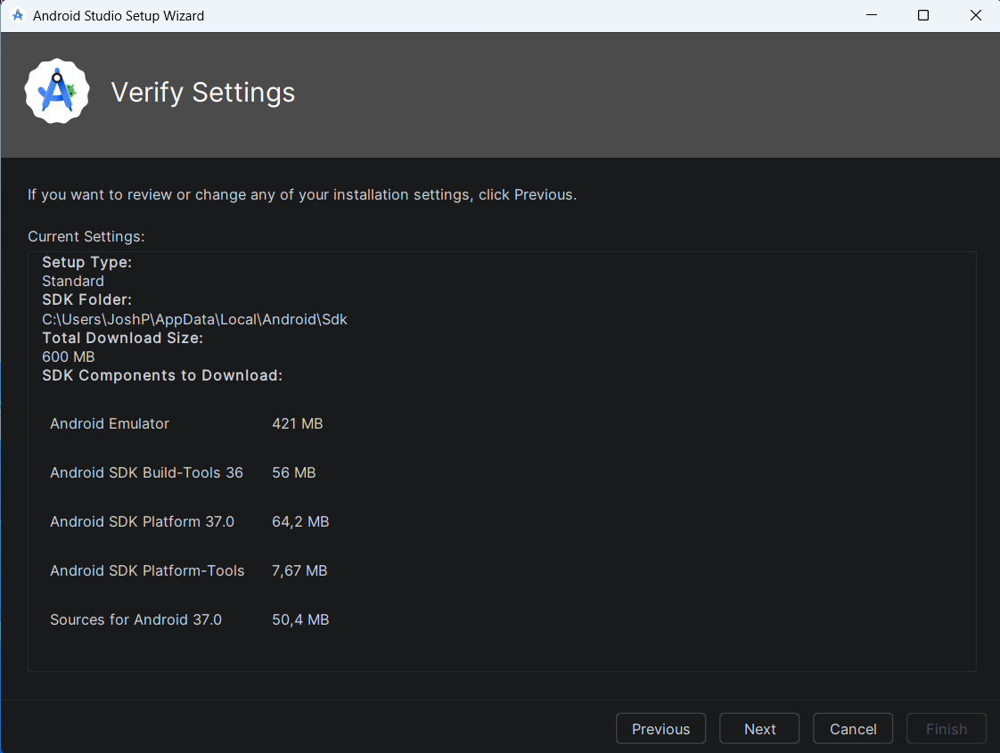 Android Studio Setup Wizard
Verify Settings
If you want to review or change any of your installation settings, click Previous.
Current Settings:
Setup Type:
Standard
SDK Folder:
C:\Users\JoshP\AppData\Local\Android\Sdk
Total Download Size:
600 MB
SDK Components to Download:
Android Emulator 421 MB
Android SDK Build-Tools 36 56 MB
Android SDK Platform 37.0 64,2 MB
Android SDK Platform-Tools 7,67 MB
Sources for Android 37.0 50,4 MB
Previous Next Cancel Finish